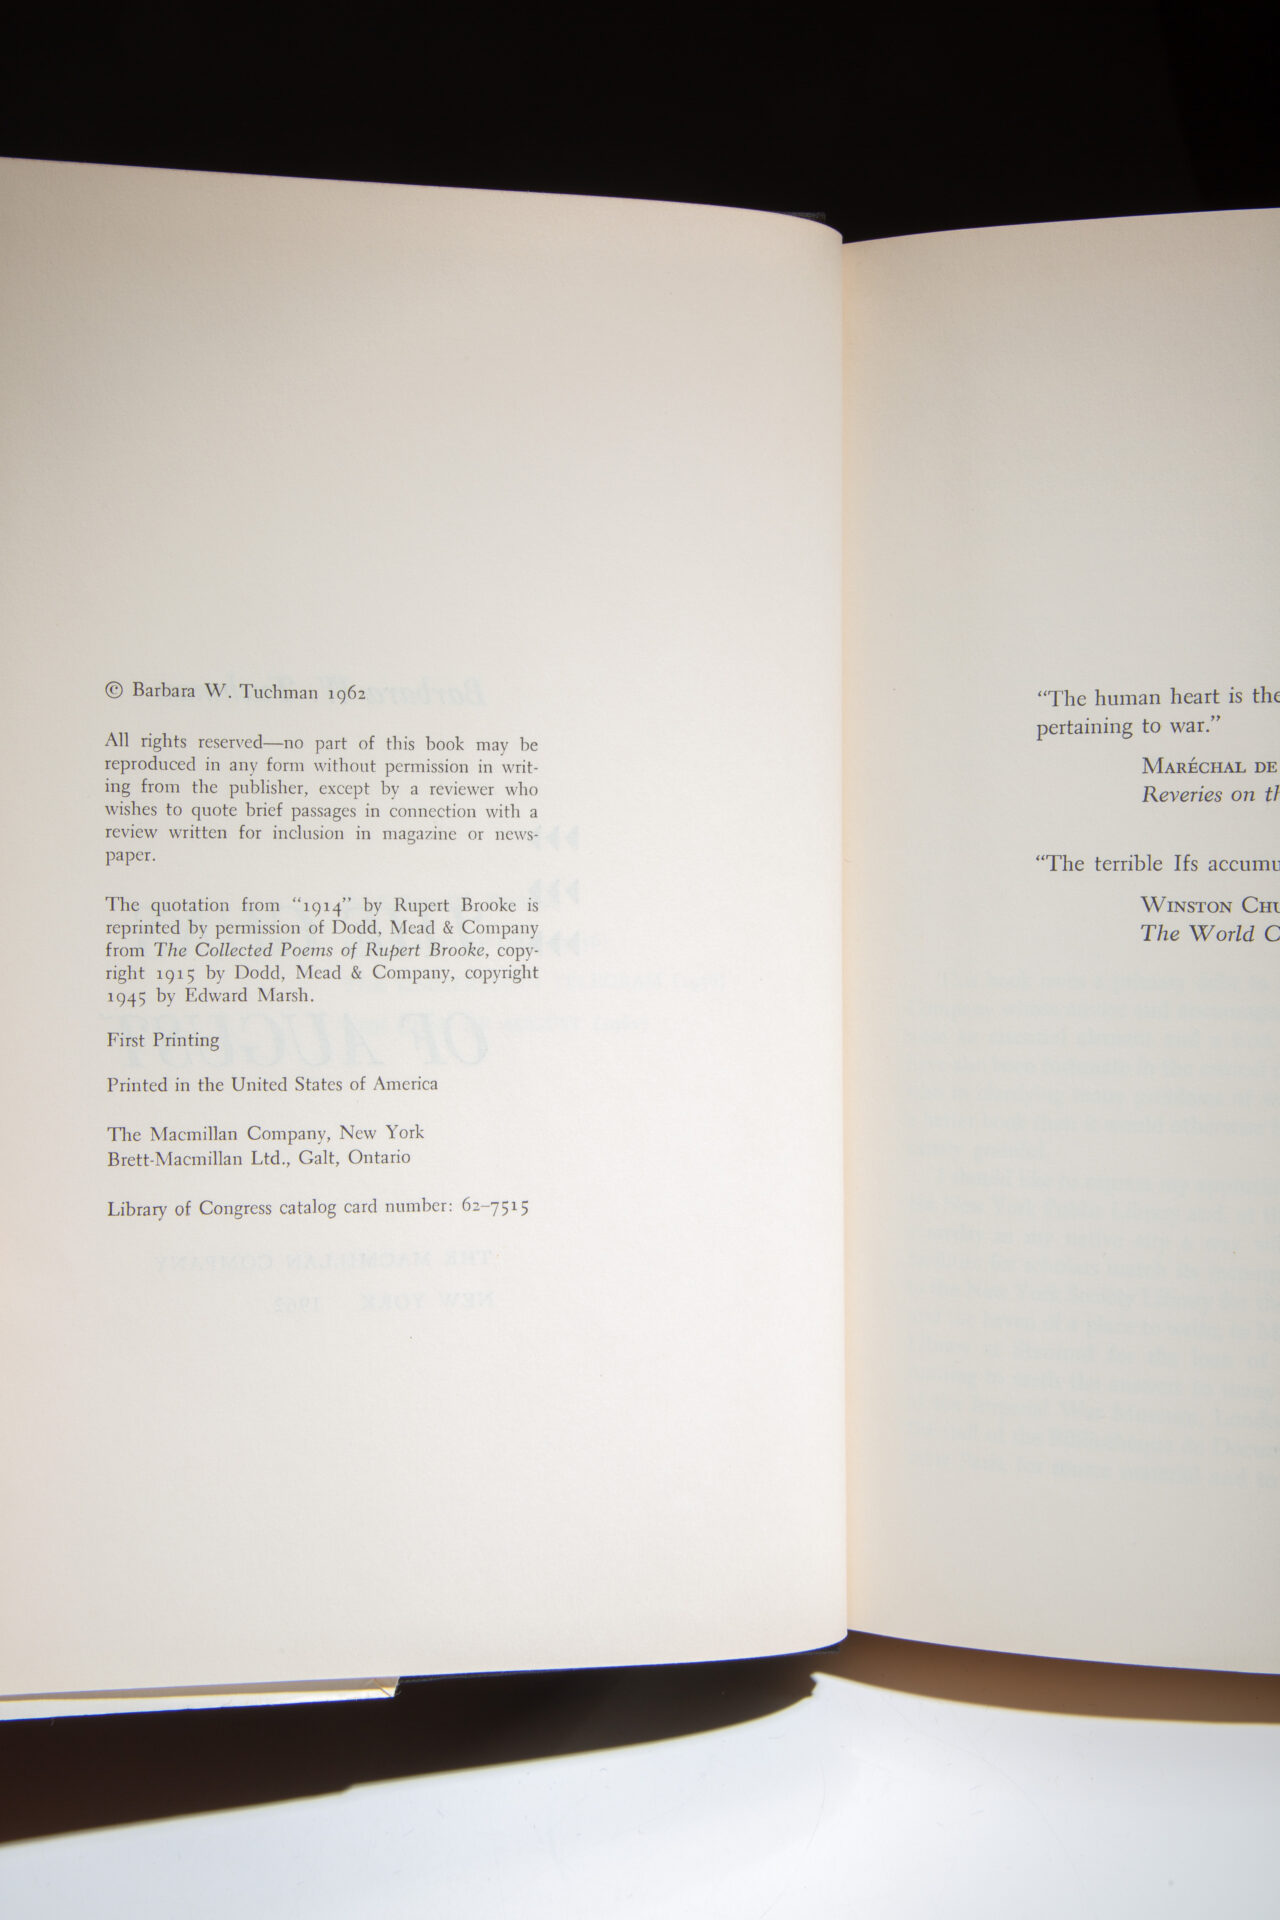 © Barbara W. Tuchman 1962
All rights reserved—no part of this book may be
reproduced in any form without permission in writ-
ing from the publisher, except by a reviewer who
wishes to quote brief passages in connection with a
review written for inclusion in magazine or news-
paper.
The quotation from “1914” by Rupert Brooke is
reprinted by permission of Dodd, Mead & Company
from The Collected Poems of Rupert Brooke, copy-
right 1915 by Dodd, Mead & Company, copyright
1945 by Edward Marsh.
First Printing
Printed in the United States of America
The Macmillan Company, New York
Brett-Macmillan Ltd., Galt, Ontario
Library of Congress catalog card number: 62–7515
“The human heart is the
pertaining to war.”
Maréchal de
Reveries on th
“The terrible Ifs accumu
Winston Chu
The World C